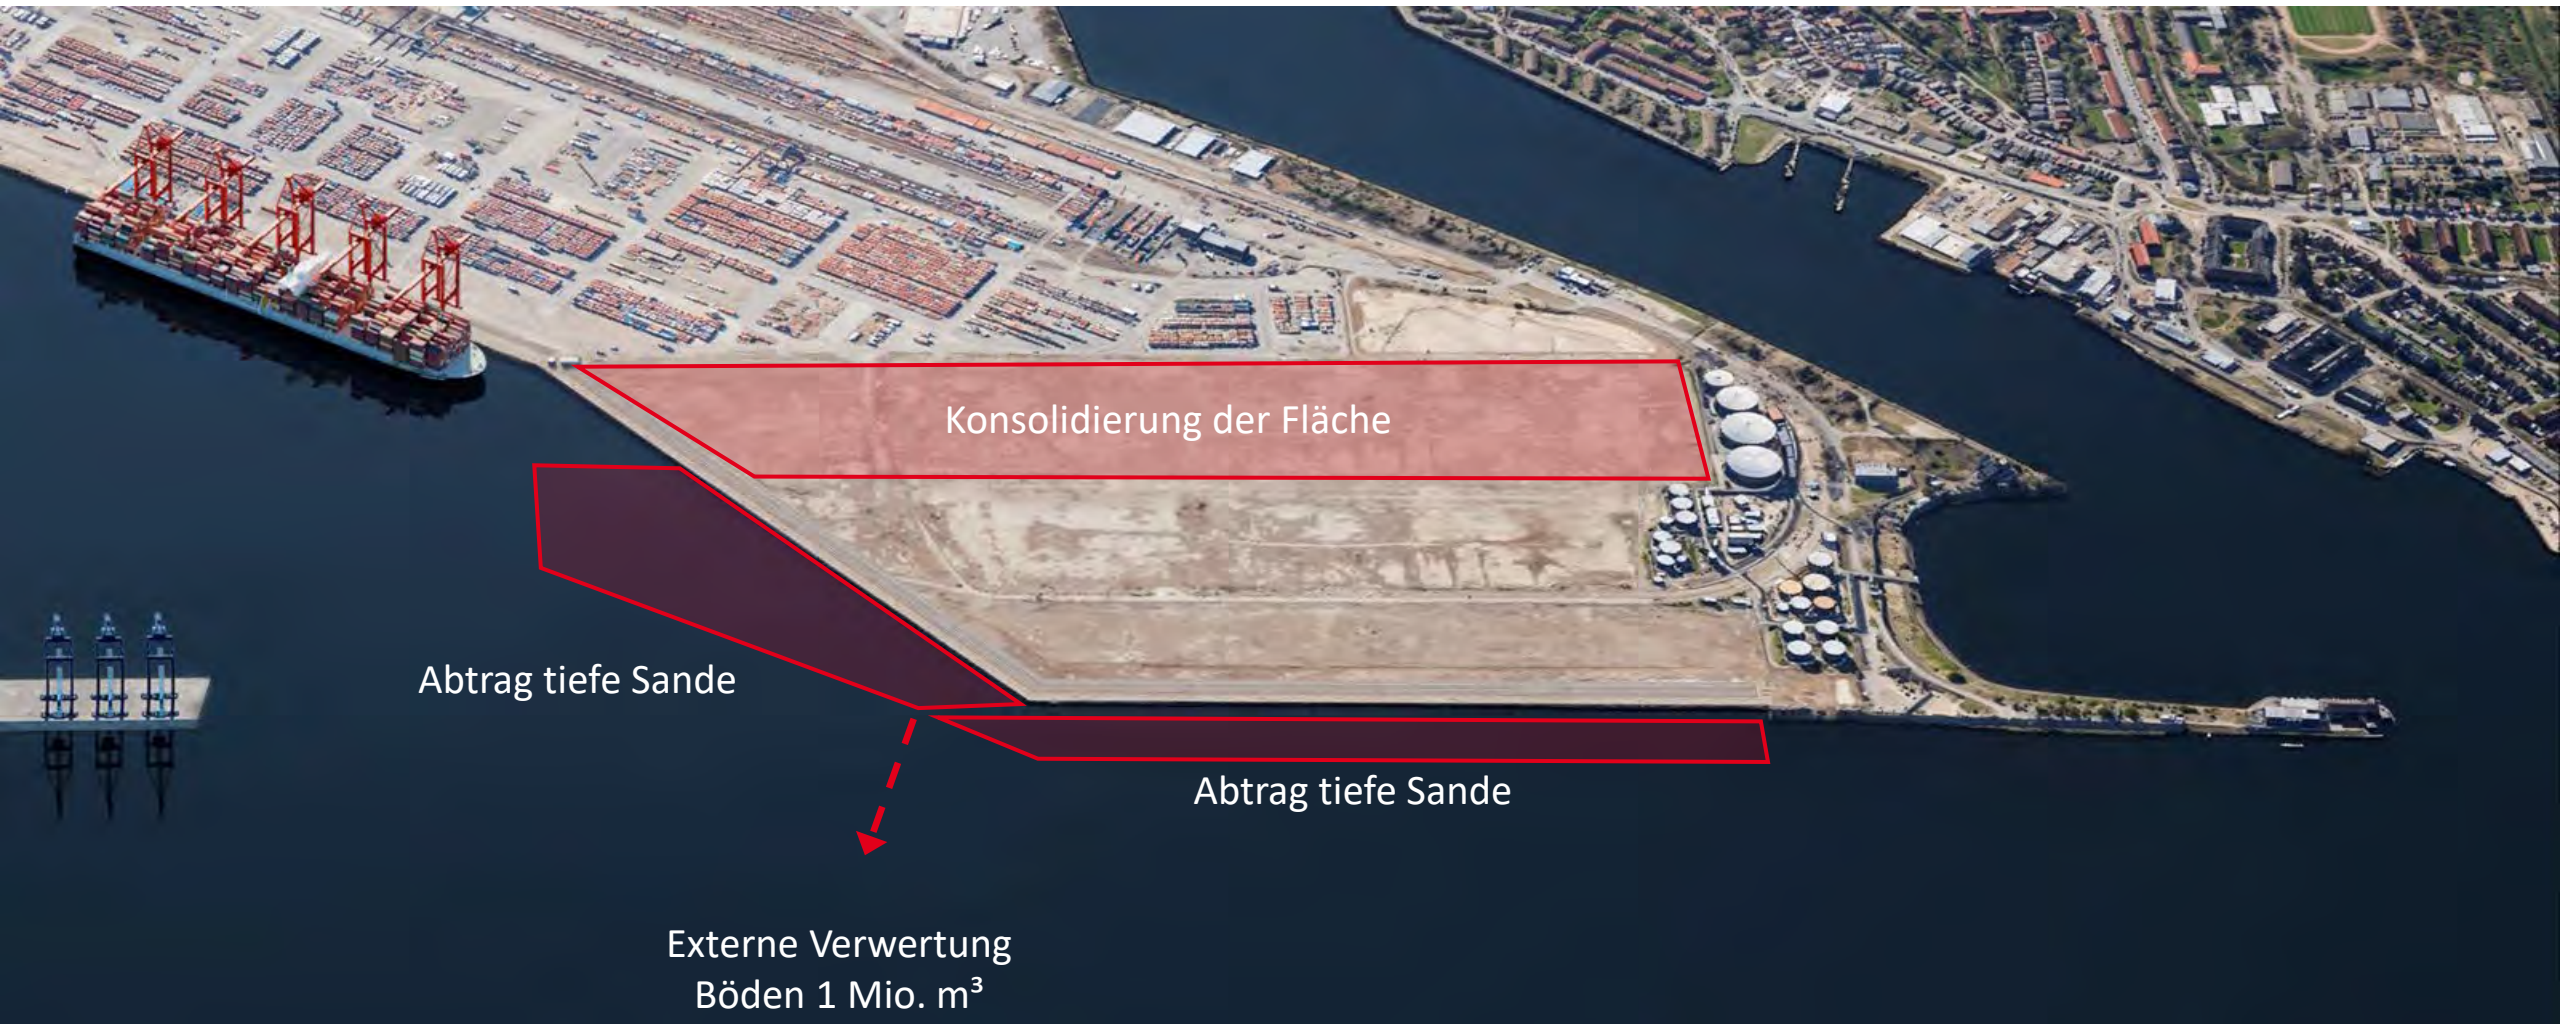 Konsolidierung der Fläche
Abtrag tiefe Sande
Abtrag tiefe Sande
Externe Verwertung
Böden 1 Mio. m³